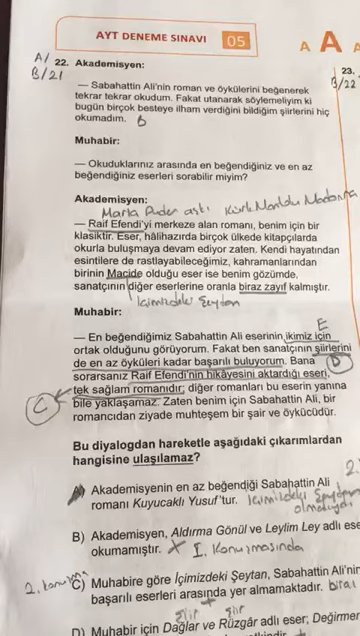 AYT DENEME SINAVI 05
A A A
A/
B/21
22. Akademisyen:
23.
B/22
— Sabahattin Ali'nin roman ve öykülerini beğenerek
tekrar tekrar okudum. Fakat utanarak söylemeliyim ki
bugün birçok besteye ilham verdiğini bildiğim şiirlerini hiç
okumadım. B
Muhabir:
— Okuduklarınız arasında en beğendiğiniz ve en az
beğendiğiniz eserleri sorabilir miyim?
Akademisyen:
Kürk Mantolu Madonna
— Raif Efendi'yi merkeze alan romanı, benim için bir
klasiktir. Eser, hâlihazırda birçok ülkede kitapçılarda
okurla buluşmaya devam ediyor zaten. Kendi hayatından
esintilere de rastlayabileceğimiz, kahramanlarından
birinin Macide olduğu eser ise benim gözümde,
sanatçının diğer eserlerine oranla biraz zayıf kalmıştır.
İçimizdeki Şeytan
Muhabir:
E
— En beğendiğimiz Sabahattin Ali eserinin ikimiz için
ortak olduğunu görüyorum. Fakat ben sanatçının şiirlerini
de en az öyküleri kadar başarılı buluyorum. Bana D
sorarsanız Raif Efendi'nin hikâyesini aktardığı eseri,
tek sağlam romanıdır; diğer romanları bu eserin yanına
C bile yaklaşamaz. Zaten benim için Sabahattin Ali, bir
romancıdan ziyade muhteşem bir şair ve öykücüdür.
Bu diyalogdan hareketle aşağıdaki çıkarımlardan
hangisine ulaşılamaz?
2.
Akademisyenin en az beğendiği Sabahattin Ali
romanı Kuyucaklı Yusuf'tur. İçimizdeki Şeytan
B) Akademisyen, Aldırma Gönül ve Leylim Ley adlı ese
okumamıştır. I. Konuşmasında
C) Muhabire göre İçimizdeki Şeytan, Sabahattin Ali'nin
başarılı eserleri arasında yer almamaktadır.
şiir
D) Muhabir için Dağlar ve Rüzgâr adlı eser; Değirmen